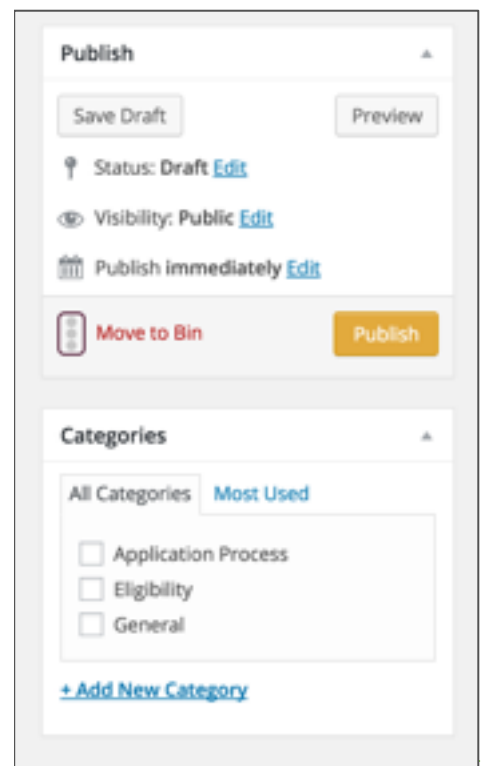 Publish
Save Draft Preview
Status: Draft Edit
Visibility: Public Edit
Publish immediately Edit
Move to Bin Publish
Categories
All Categories Most Used
Application Process
Eligibility
General
+ Add New Category